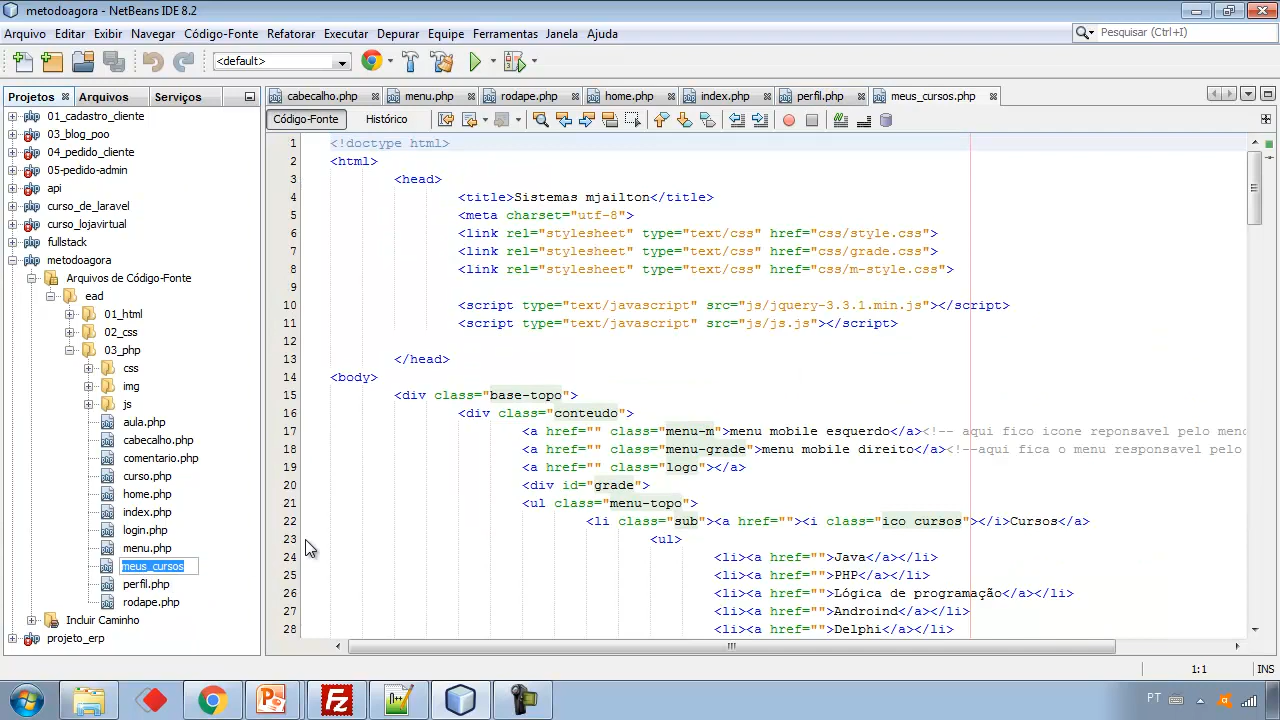 metodoagora - NetBeans IDE 8.2
Arquivo Editar Exibir Navegar Código-Fonte Refatorar Executar Depurar Equipe Ferramentas Janela Ajuda
Pesquisar (Ctrl+I)
<default>
Projetos Arquivos Serviços
cabecalho.php menu.php rodape.php home.php index.php perfil.php meus_cursos.php
Código-Fonte Histórico
01_cadastro_cliente
03_blog_poo
04_pedido_cliente
05-pedido-admin
api
curso_de_laravel
curso_lojavirtual
fullstack
metodoagora
Arquivos de Código-Fonte
ead
01_html
02_css
03_php
css
img
js
aula.php
cabecalho.php
comentario.php
curso.php
home.php
index.php
login.php
menu.php
meus_cursos
perfil.php
rodape.php
Incluir Caminho
projeto_erp
1 <!doctype html>
2 <html>
3 <head>
4 <title>Sistemas mjailton</title>
5 <meta charset="utf-8">
6 <link rel="stylesheet" type="text/css" href="css/style.css">
7 <link rel="stylesheet" type="text/css" href="css/grade.css">
8 <link rel="stylesheet" type="text/css" href="css/m-style.css">
9
10 <script type="text/javascript" src="js/jquery-3.3.1.min.js"></script>
11 <script type="text/javascript" src="js/js.js"></script>
12
13 </head>
14 <body>
15 <div class="base-topo">
16 <div class="conteudo">
17 <a href="" class="menu-m">menu mobile esquerdo</a><!-- aqui fico icone reponsavel pelo menu
18 <a href="" class="menu-grade">menu mobile direito</a><!--aqui fica o menu responsavel pelo
19 <a href="" class="logo"></a>
20 <div id="grade">
21 <ul class="menu-topo">
22 <li class="sub"><a href=""><i class="ico cursos"></i>Cursos</a>
23 <ul>
24 <li><a href="">Java</a></li>
25 <li><a href="">PHP</a></li>
26 <li><a href="">Lógica de programação</a></li>
27 <li><a href="">Androind</a></li>
28 <li><a href="">Delphi</a></li>
1:1 INS
PT